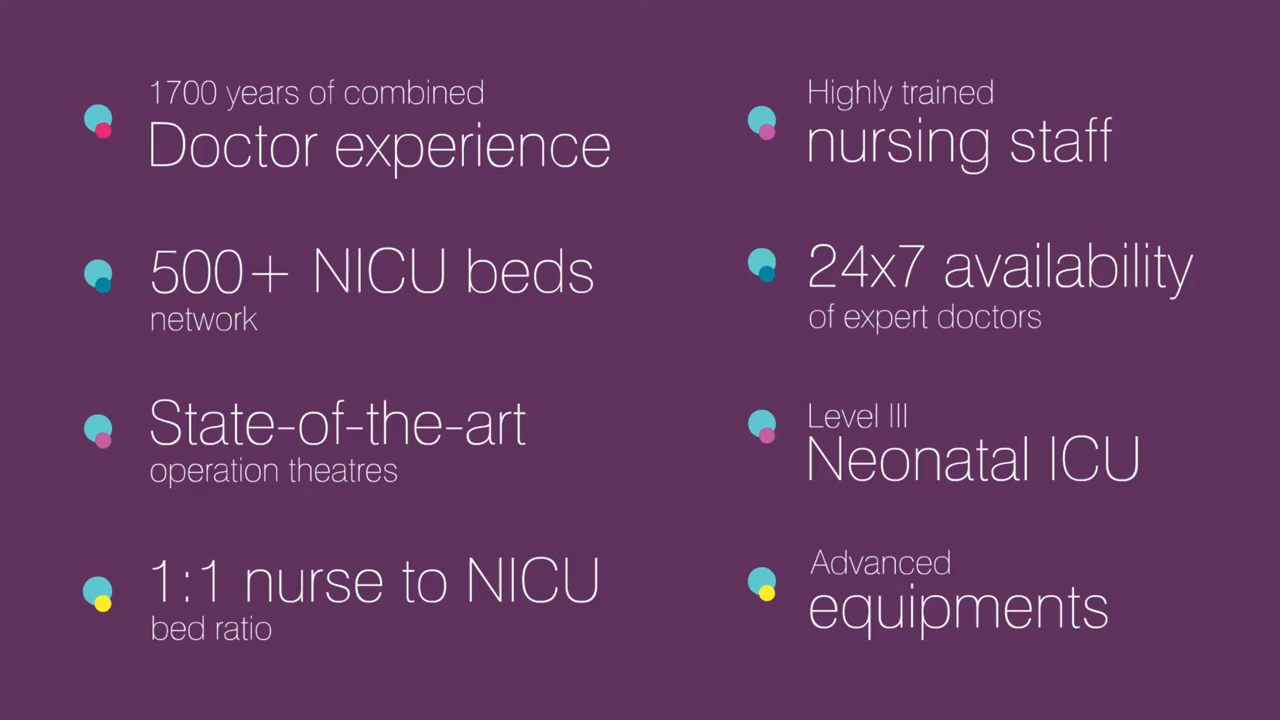 1700 years of combined
Doctor experience
500+ NICU beds
network
State-of-the-art
operation theatres
1:1 nurse to NICU
bed ratio
Highly trained
nursing staff
24x7 availability
of expert doctors
Level III
Neonatal ICU
Advanced
equipments